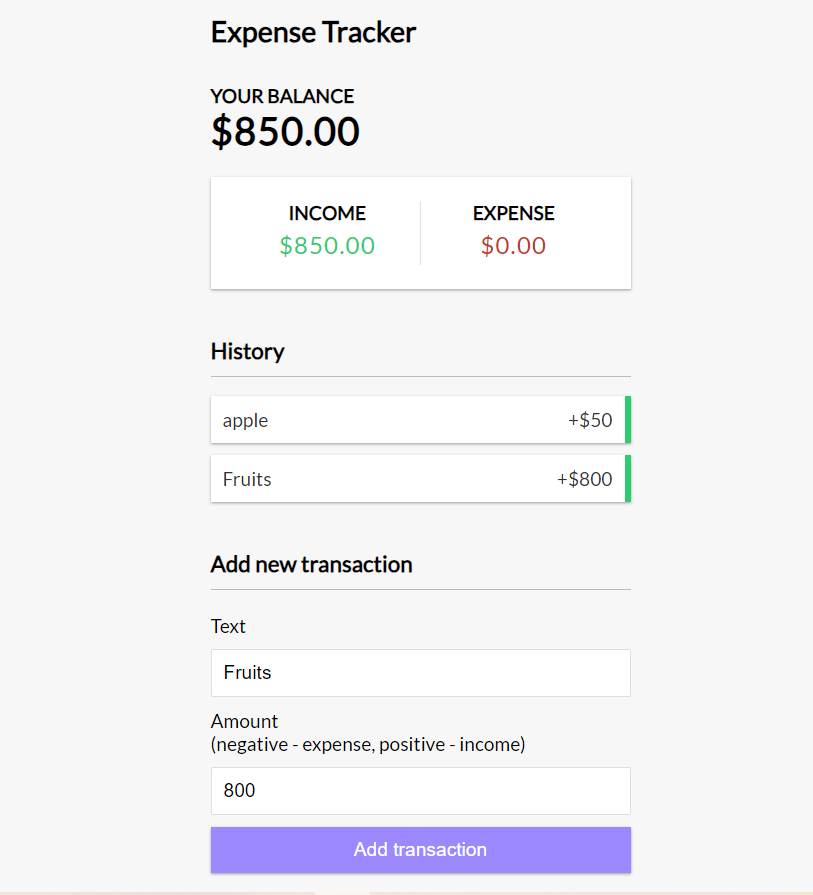 Expense Tracker
YOUR BALANCE
$850.00
INCOME EXPENSE
$850.00 $0.00
History
apple +$50
Fruits +$800
Add new transaction
Text
Fruits
Amount
(negative - expense, positive - income)
800
Add transaction